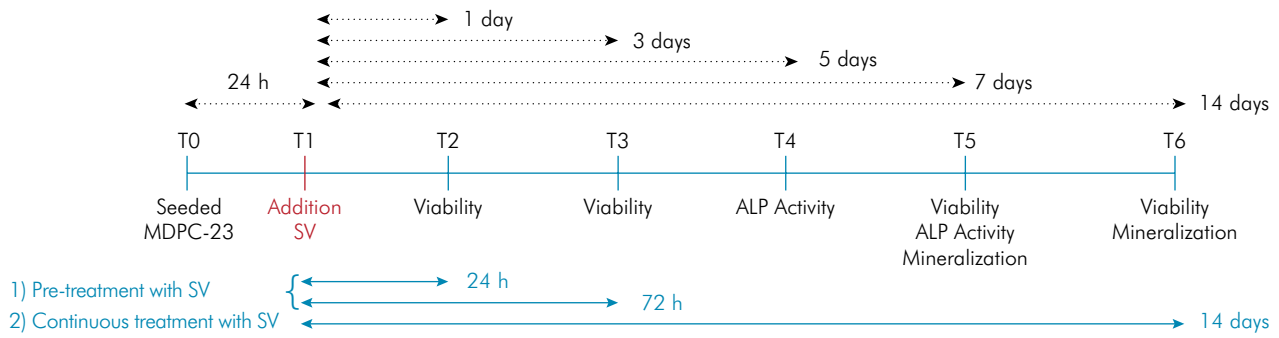 1 day
3 days
5 days
24 h
7 days
14 days
T0 T1 T2 T3 T4 T5 T6
Seeded Addition Viability Viability ALP Activity Viability Viability
MDPC-23 SV ALP Activity Mineralization
Mineralization
24 h
1) Pre-treatment with SV
72 h
2) Continuous treatment with SV 14 days